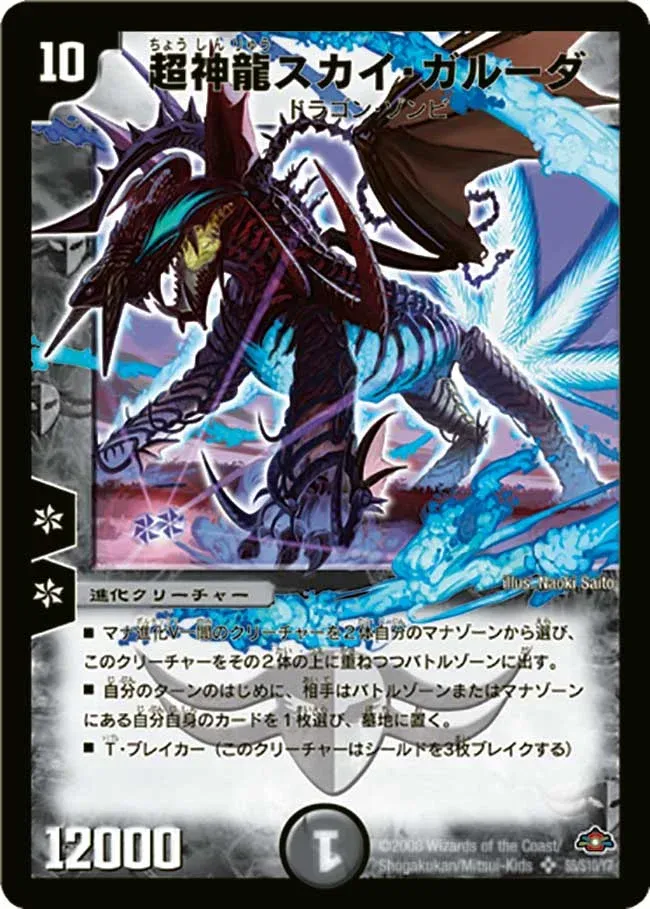 10
ちょうしんりゅう
超神龍スカイ・ガルーダ
ドラゴン・ゾンビ
illus. Naoki Saito
進化クリーチャー
■ マナ進化V−闇のクリーチャーを2体自分のマナゾーンから選び、
このクリーチャーをその2体の上に重ねつつバトルゾーンに出す。
■ 自分のターンのはじめに、相手はバトルゾーンまたはマナゾーン
にある自分自身のカードを1枚選び、墓地に置く。
■ T・ブレイカー(このクリーチャーはシールドを3枚ブレイクする)
12000
1
©2008 Wizards of the Coast/
Shogakukan/Mitsui-Kids
S5/S10/Y7